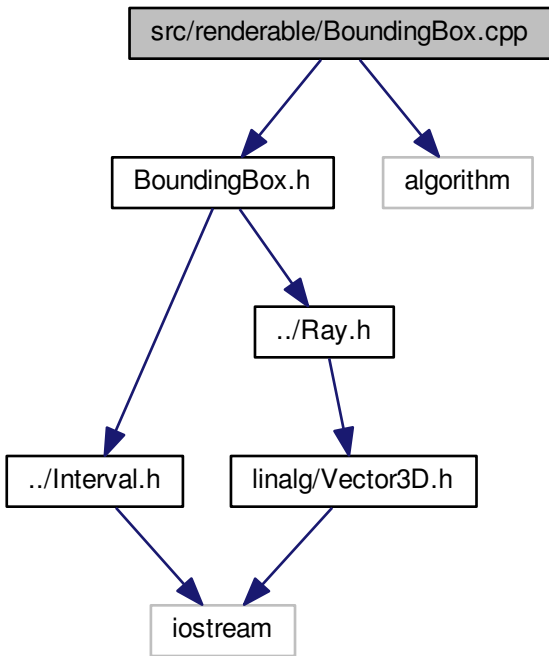 src/renderable/BoundingBox.cpp
BoundingBox.h
algorithm
../Ray.h
../Interval.h
linalg/Vector3D.h
iostream